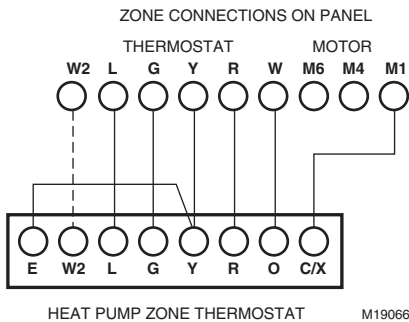 ZONE CONNECTIONS ON PANEL
THERMOSTAT MOTOR
W2 L G Y R W M6 M4 M1
E W2 L G Y R O C/X
HEAT PUMP ZONE THERMOSTAT M19066